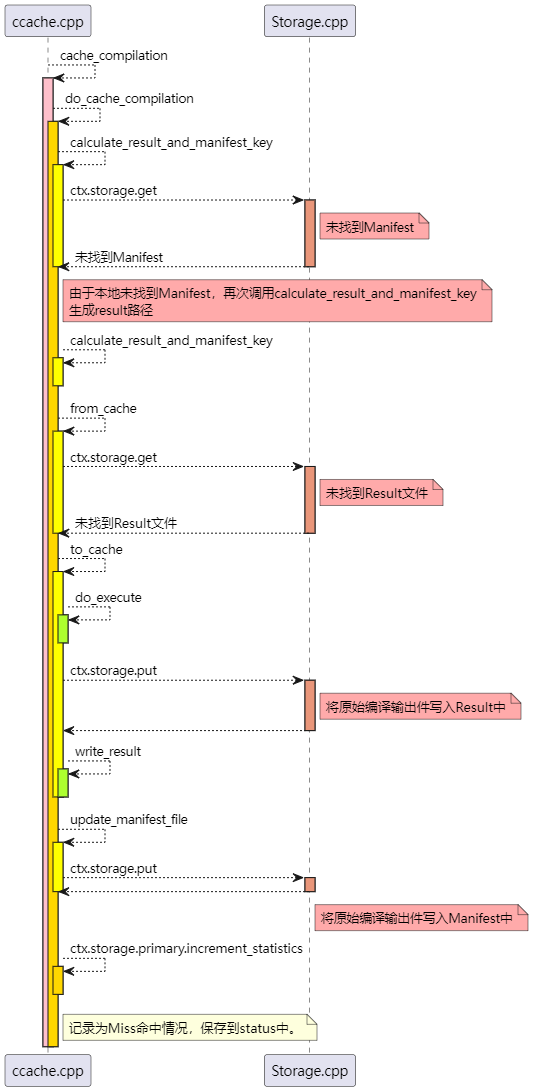 ccache.cpp
Storage.cpp
cache_compilation
do_cache_compilation
calculate_result_and_manifest_key
ctx.storage.get
未找到Manifest
未找到Manifest
由于本地未找到Manifest，再次调用calculate_result_and_manifest_key
生成result路径
calculate_result_and_manifest_key
from_cache
ctx.storage.get
未找到Result文件
未找到Result文件
to_cache
do_execute
ctx.storage.put
将原始编译输出件写入Result中
write_result
update_manifest_file
ctx.storage.put
将原始编译输出件写入Manifest中
ctx.storage.primary.increment_statistics
记录为Miss命中情况，保存到status中。
ccache.cpp
Storage.cpp